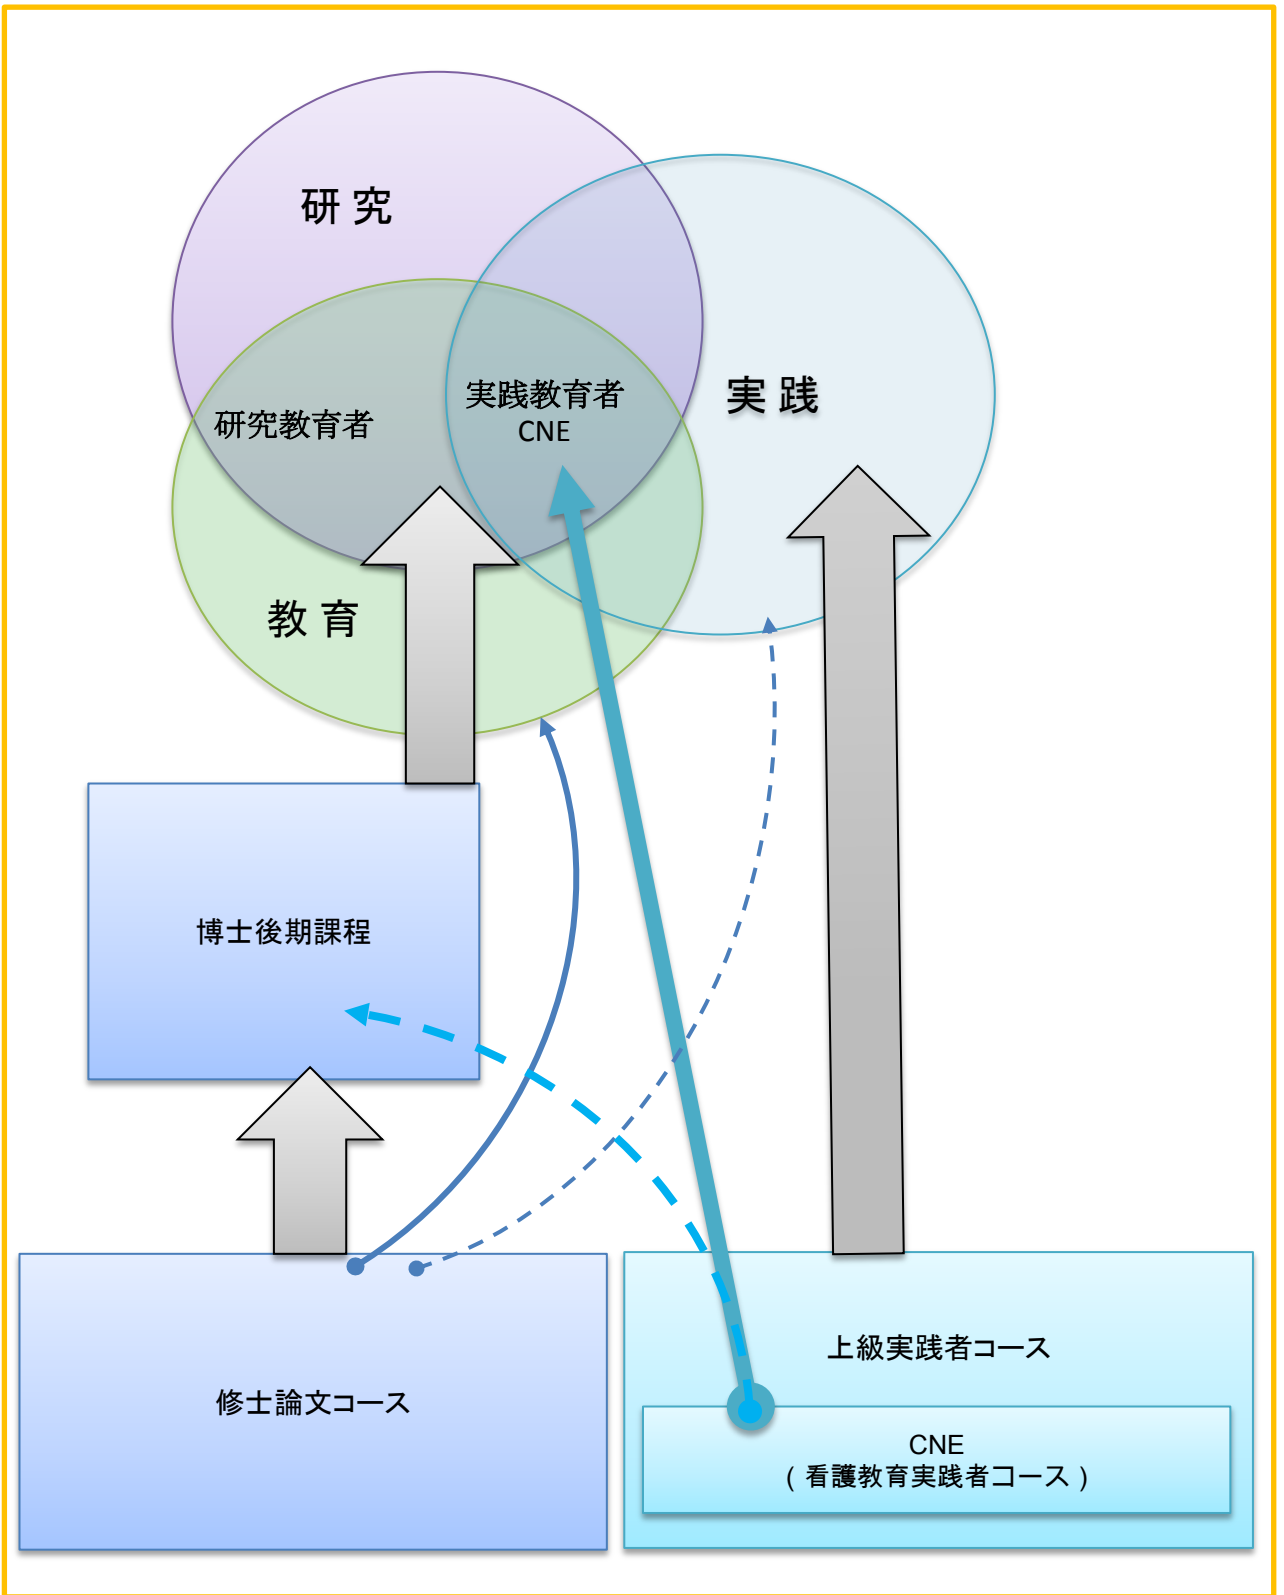 研 究
実践教育者
CNE
実 践
研究教育者
教 育
博士後期課程
上級実践者コース
修士論文コース
CNE
( 看護教育実践者コース )